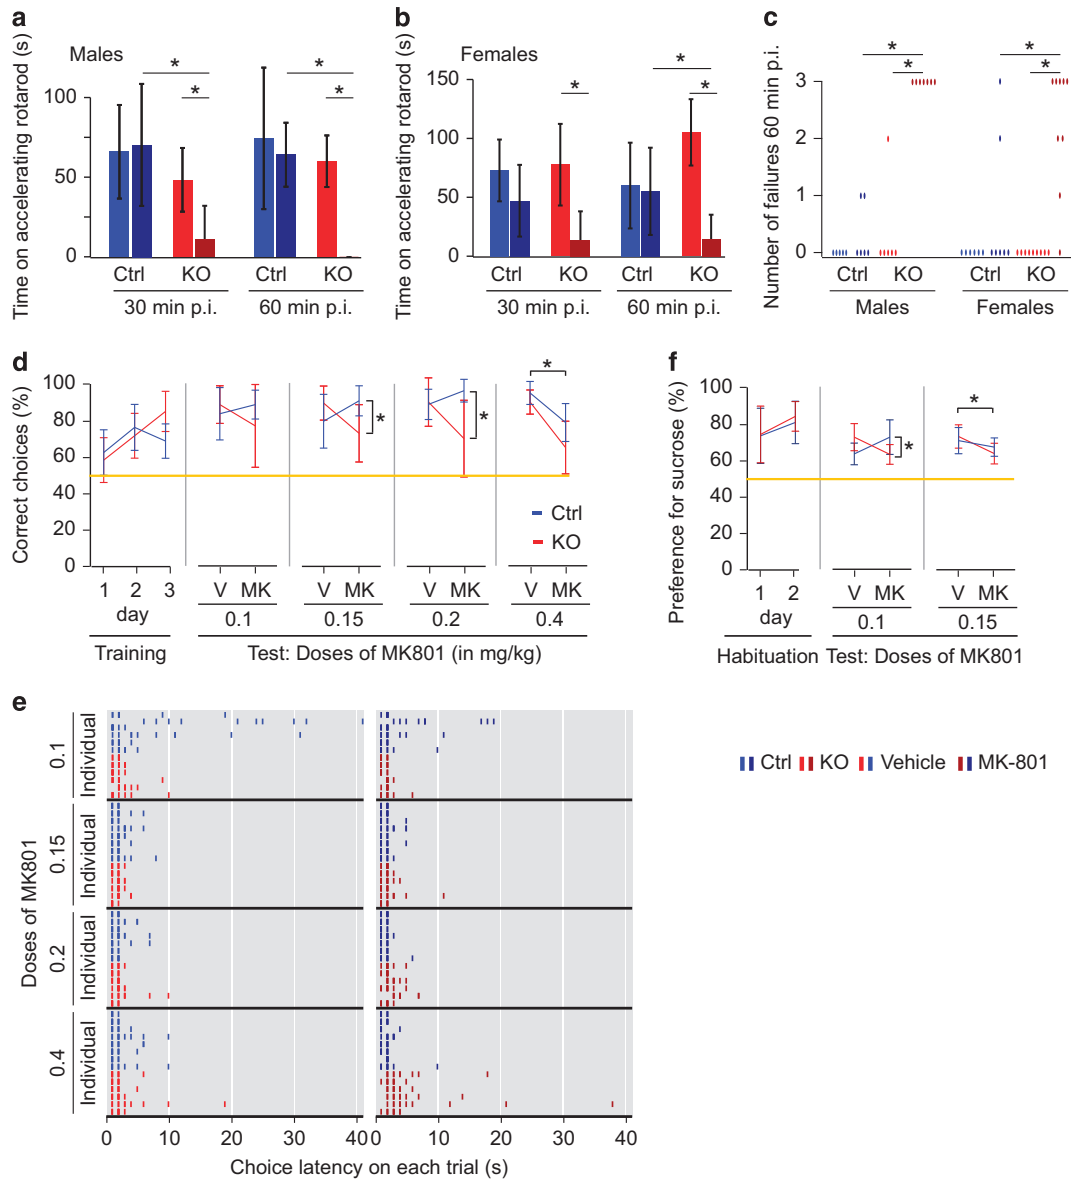 a
Males
Time on accelerating rotarod (s)
100
50
0
*
*
*
*
Ctrl KO Ctrl KO
30 min p.i. 60 min p.i.
b
Females
Time on accelerating rotarod (s)
150
100
50
0
*
*
*
Ctrl KO Ctrl KO
30 min p.i. 60 min p.i.
c
Number of failures 60 min p.i.
3
2
1
0
*
*
*
*
Ctrl KO Ctrl KO
Males Females
d
Correct choices (%)
100
80
60
40
20
0
*
*
*
Ctrl
KO
1 2 3 V MK V MK V MK V MK
day 0.1 0.15 0.2 0.4
Training Test: Doses of MK801 (in mg/kg)
f
Preference for sucrose (%)
100
80
60
40
20
0
*
*
1 2 V MK V MK
day 0.1 0.15
Habituation Test: Doses of MK801
e
Doses of MK801
0.1 Individual
0.15 Individual
0.2 Individual
0.4 Individual
0 10 20 30 40 0 10 20 30 40
Choice latency on each trial (s)
Ctrl KO Vehicle MK-801